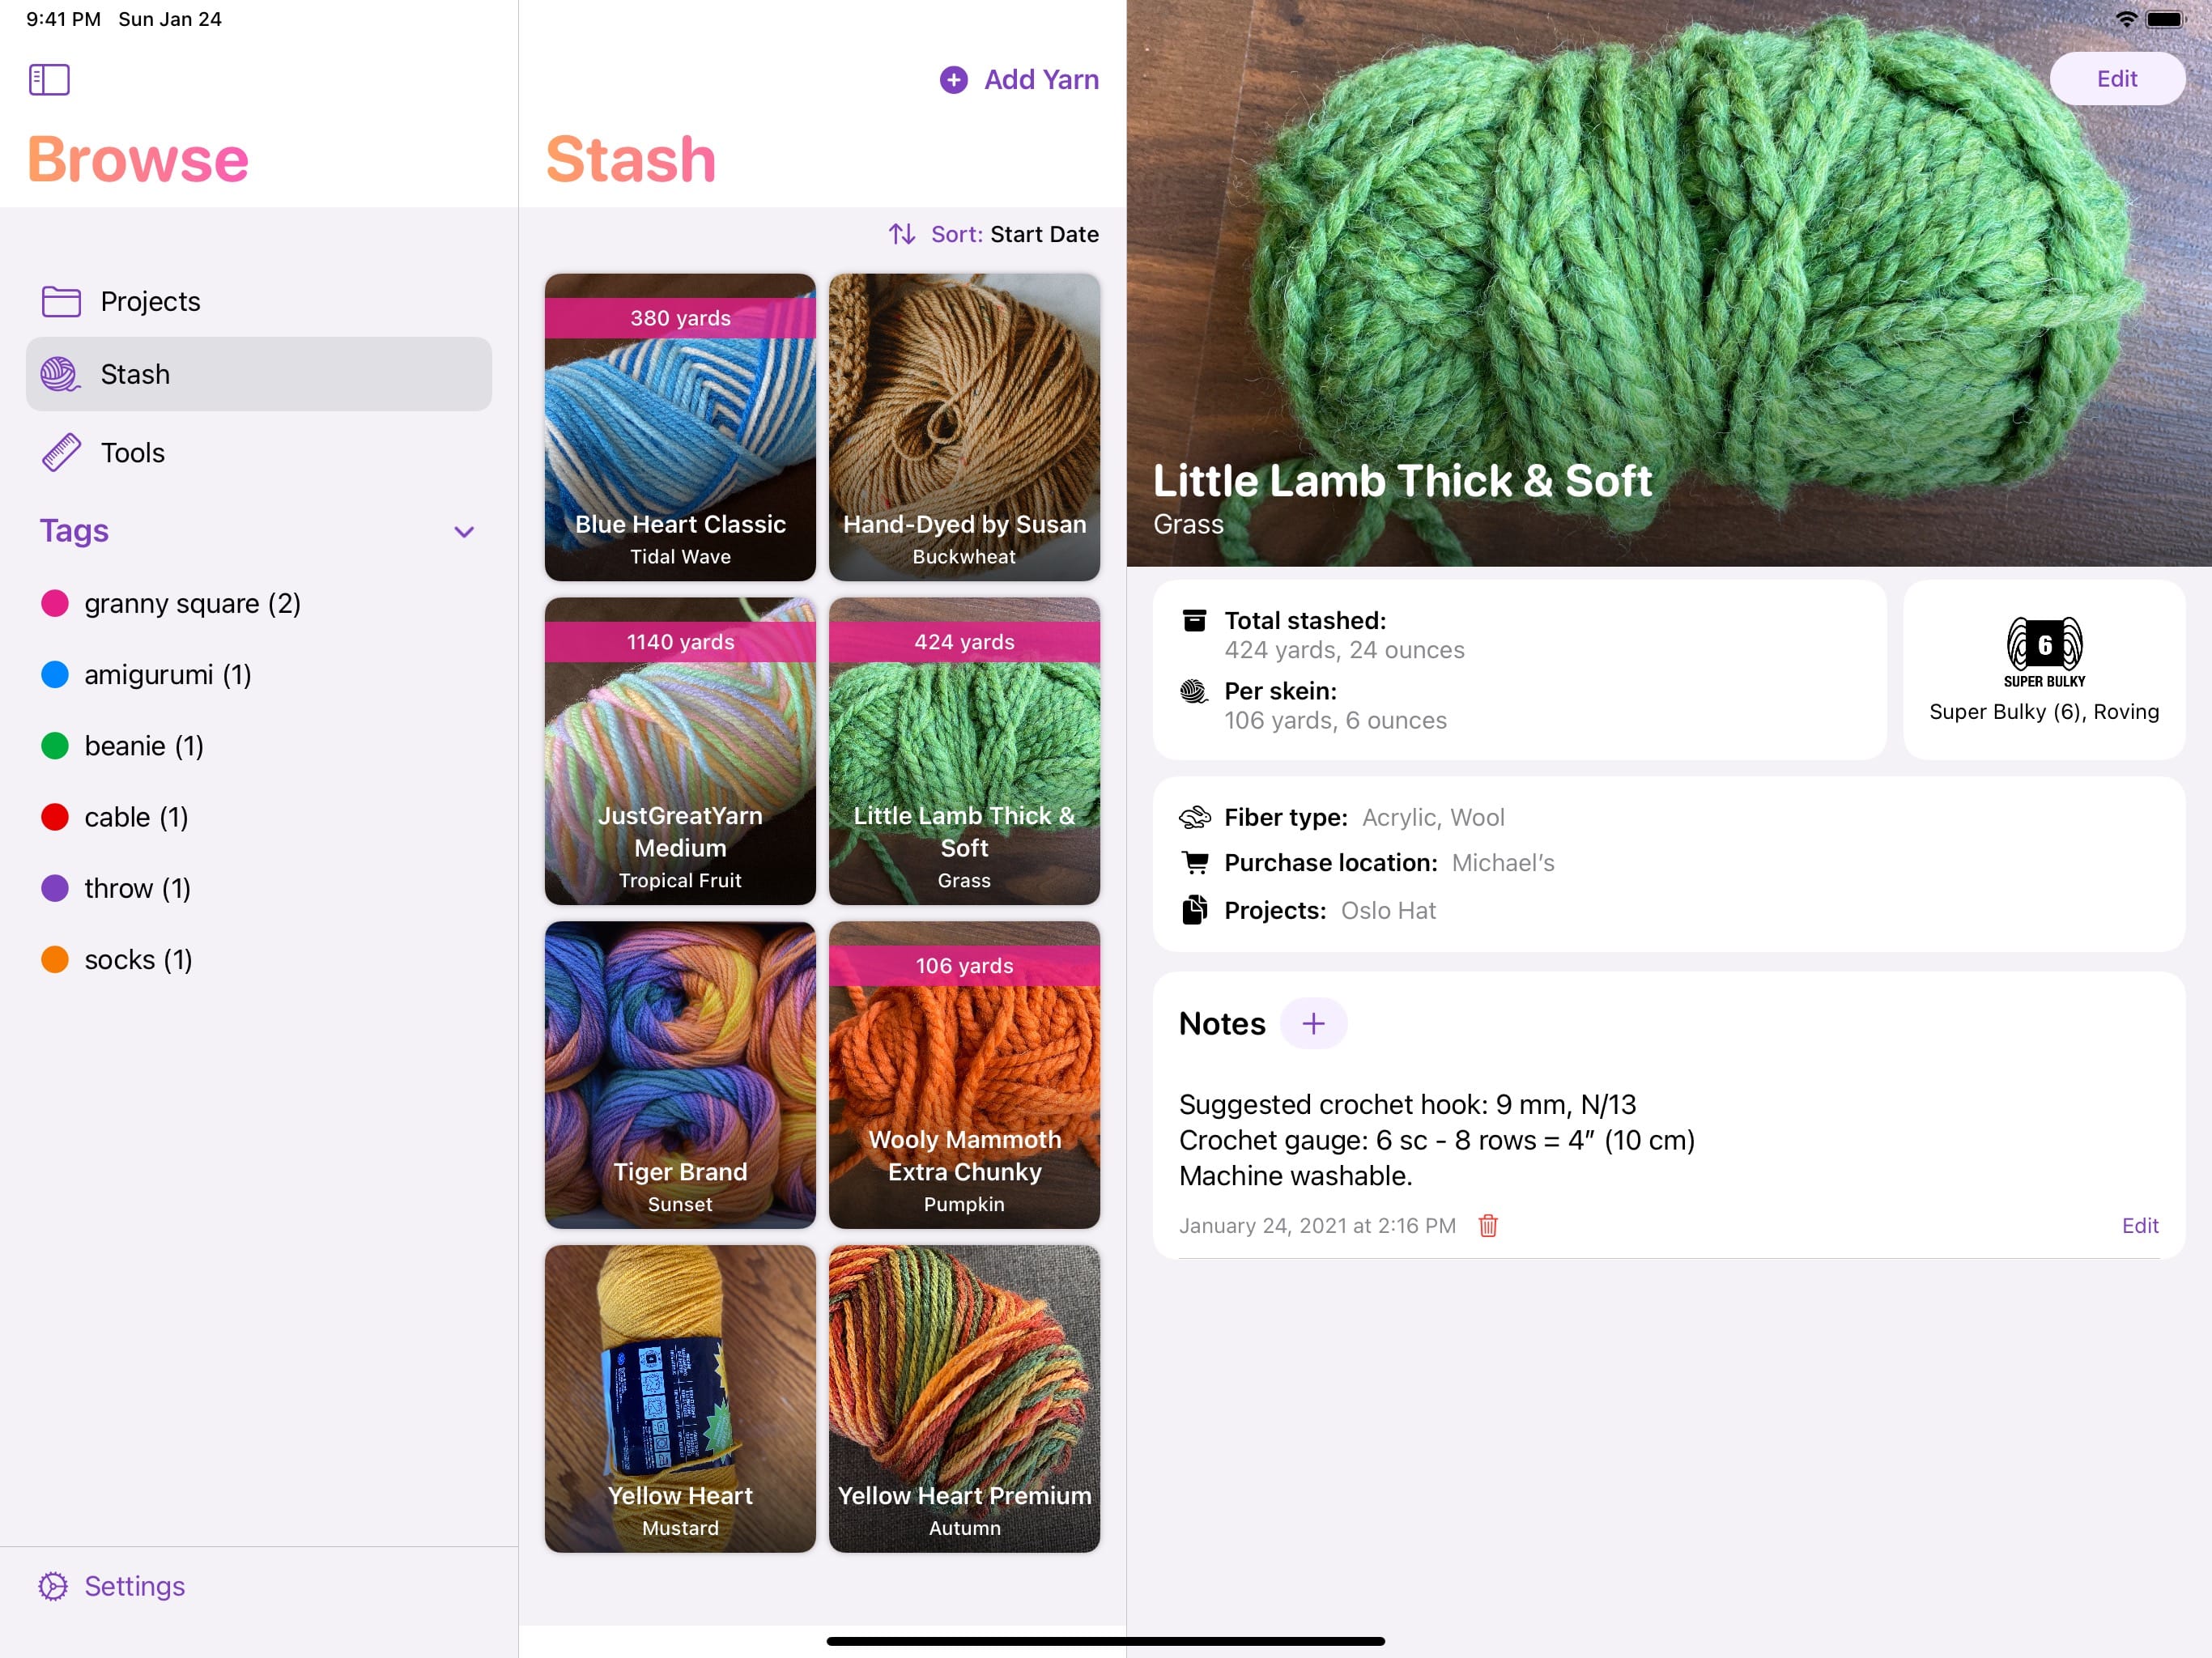 9:41 PM Sun Jan 24
Browse
Projects
Stash
Tools
Tags
granny square (2)
amigurumi (1)
beanie (1)
cable (1)
throw (1)
socks (1)
Settings
Add Yarn
Stash
Sort: Start Date
380 yards
Blue Heart Classic
Tidal Wave
Hand-Dyed by Susan
Buckwheat
1140 yards
JustGreatYarn
Medium
Tropical Fruit
424 yards
Little Lamb Thick &
Soft
Grass
Tiger Brand
Sunset
106 yards
Wooly Mammoth
Extra Chunky
Pumpkin
Yellow Heart
Mustard
Yellow Heart Premium
Autumn
Edit
Little Lamb Thick & Soft
Grass
Total stashed:
424 yards, 24 ounces
Per skein:
106 yards, 6 ounces
6
SUPER BULKY
Super Bulky (6), Roving
Fiber type: Acrylic, Wool
Purchase location: Michael’s
Projects: Oslo Hat
Notes
Suggested crochet hook: 9 mm, N/13
Crochet gauge: 6 sc - 8 rows = 4” (10 cm)
Machine washable.
January 24, 2021 at 2:16 PM
Edit